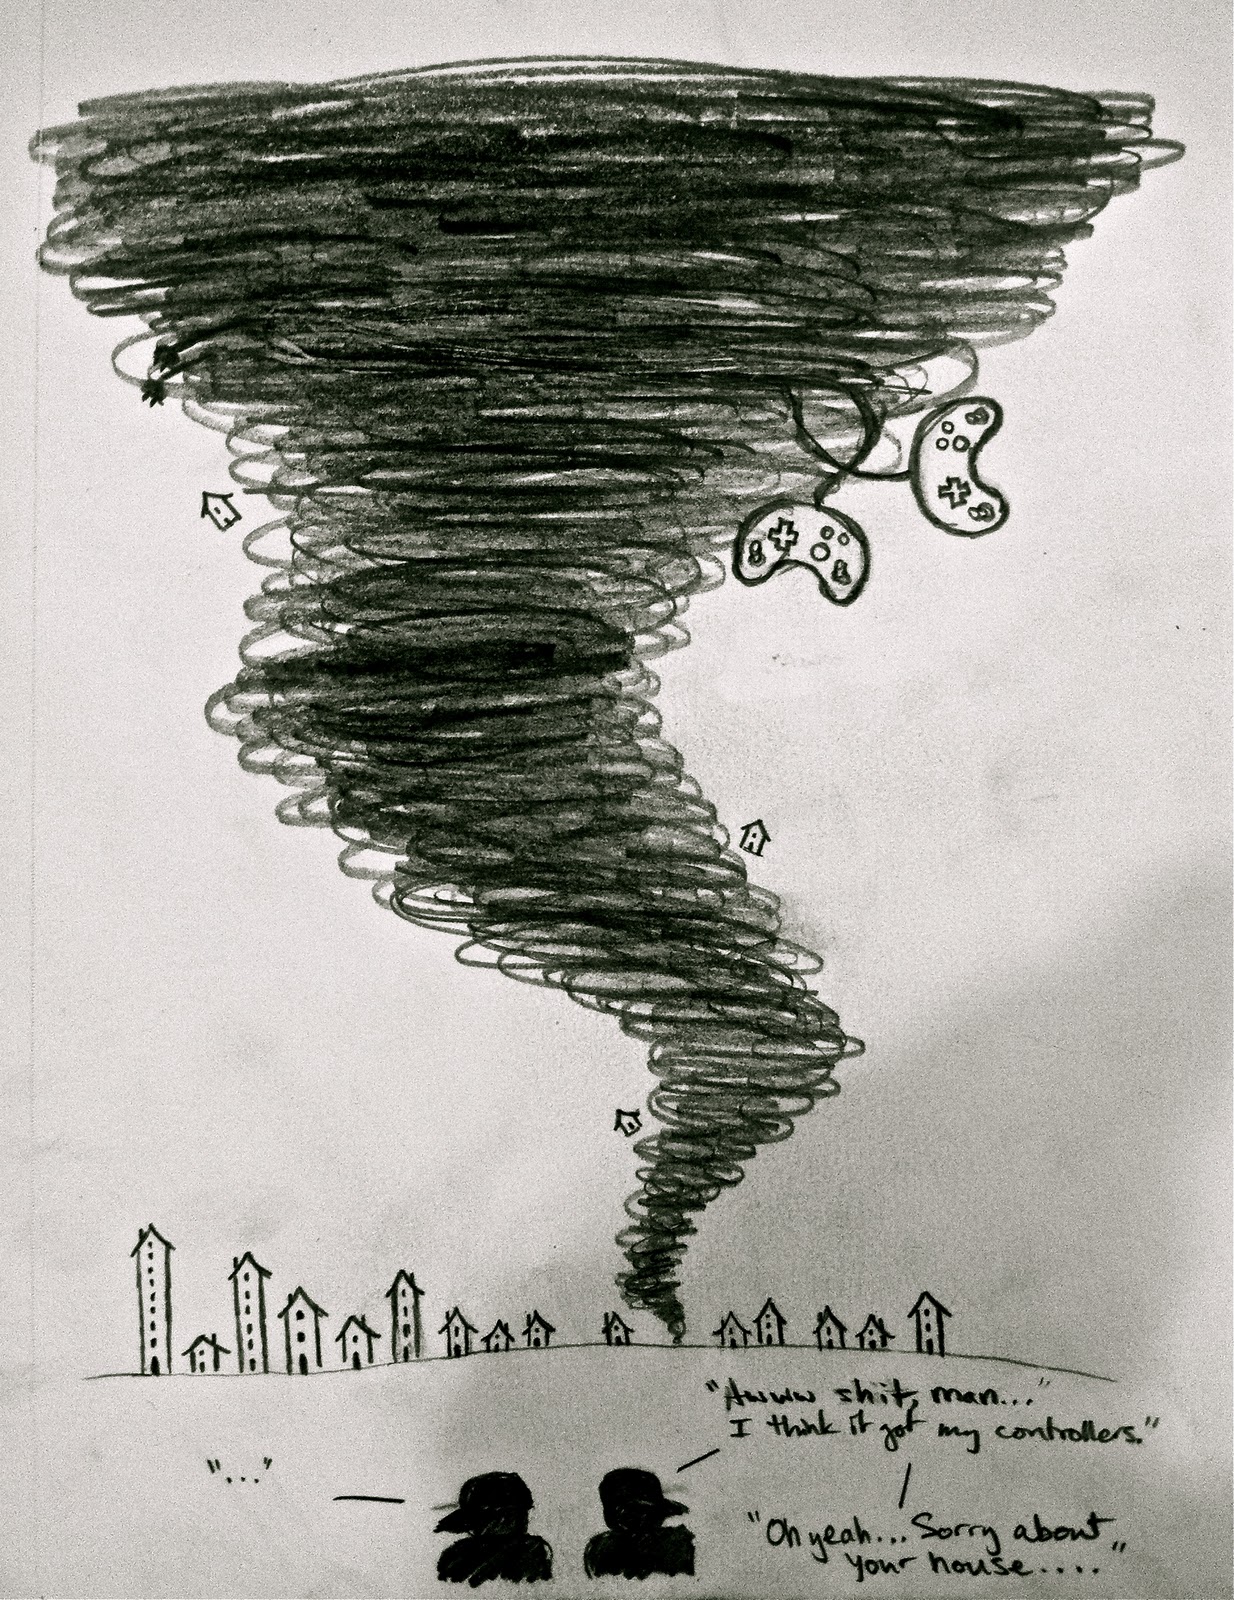 "Awww shit, man..."
I think it got my controllers."
"..."
"Oh yeah... Sorry about
your house...."